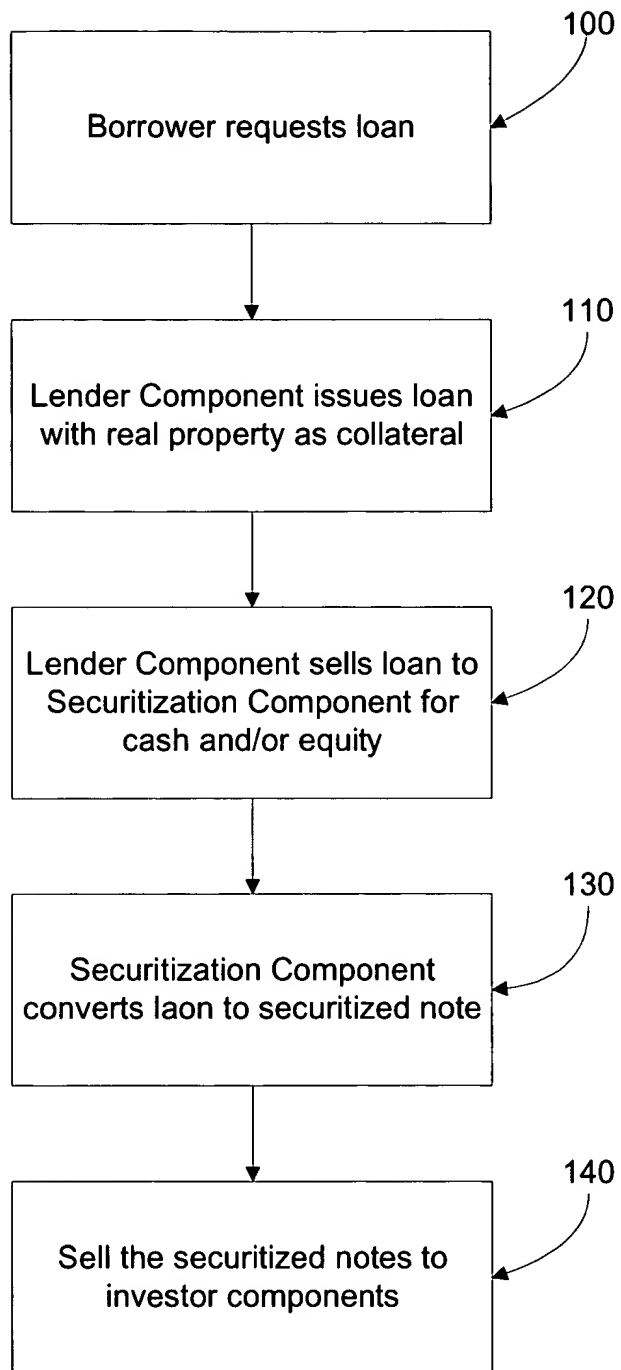 100
Borrower requests loan
110
Lender Component issues loan
with real property as collateral
120
Lender Component sells loan to
Securitization Component for
cash and/or equity
130
Securitization Component
converts laon to securitized note
140
Sell the securitized notes to
investor components